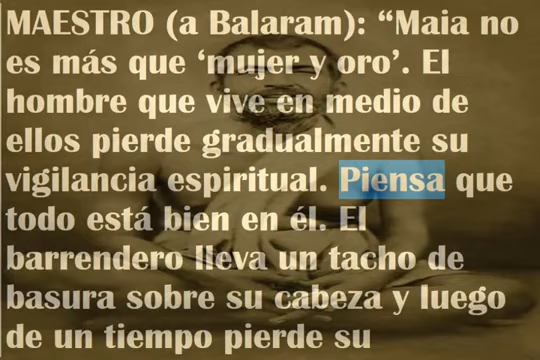 MAESTRO (a Balaram): “Maia no
es más que ‘mujer y oro’. El
hombre que vive en medio de
ellos pierde gradualmente su
vigilancia espiritual. Piensa que
todo está bien en él. El
barrendero lleva un tacho de
basura sobre su cabeza y luego
de un tiempo pierde su